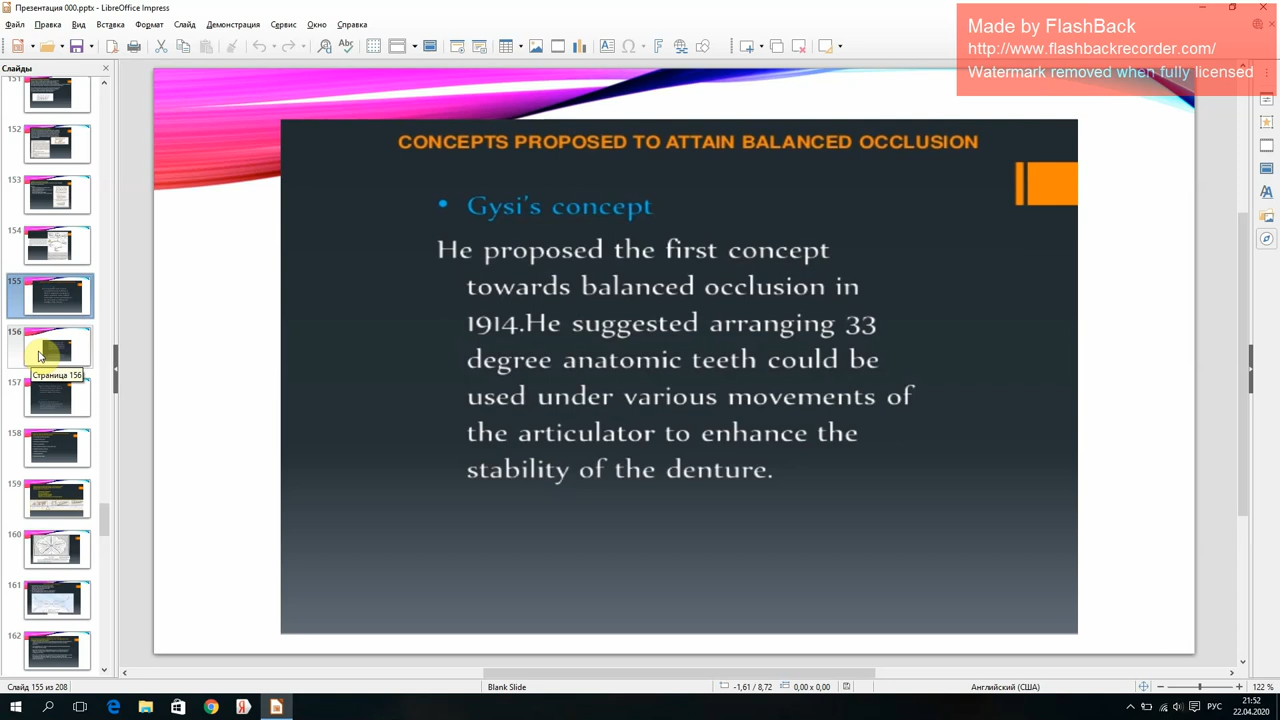 Презентация 000.pptx - LibreOffice Impress
Made by FlashBack
http://www.flashbackrecorder.com/
Watermark removed when fully licensed
Файл Правка Вид Вставка Формат Слайд Демонстрация Сервис Окно Справка
Слайды
151
152
153
154
155
156
Страница 156
157
158
159
160
161
162
CONCEPTS PROPOSED TO ATTAIN BALANCED OCCLUSION
• Gysi's concept
He proposed the first concept
towards balanced occlusion in
1914.He suggested arranging 33
degree anatomic teeth could be
used under various movements of
the articulator to enhance the
stability of the denture.
Слайд 155 из 208
Blank Slide
-1,61 / 8,72
0,00 x 0,00
Английский (США)
122 %
РУС
21:52
22.04.2020